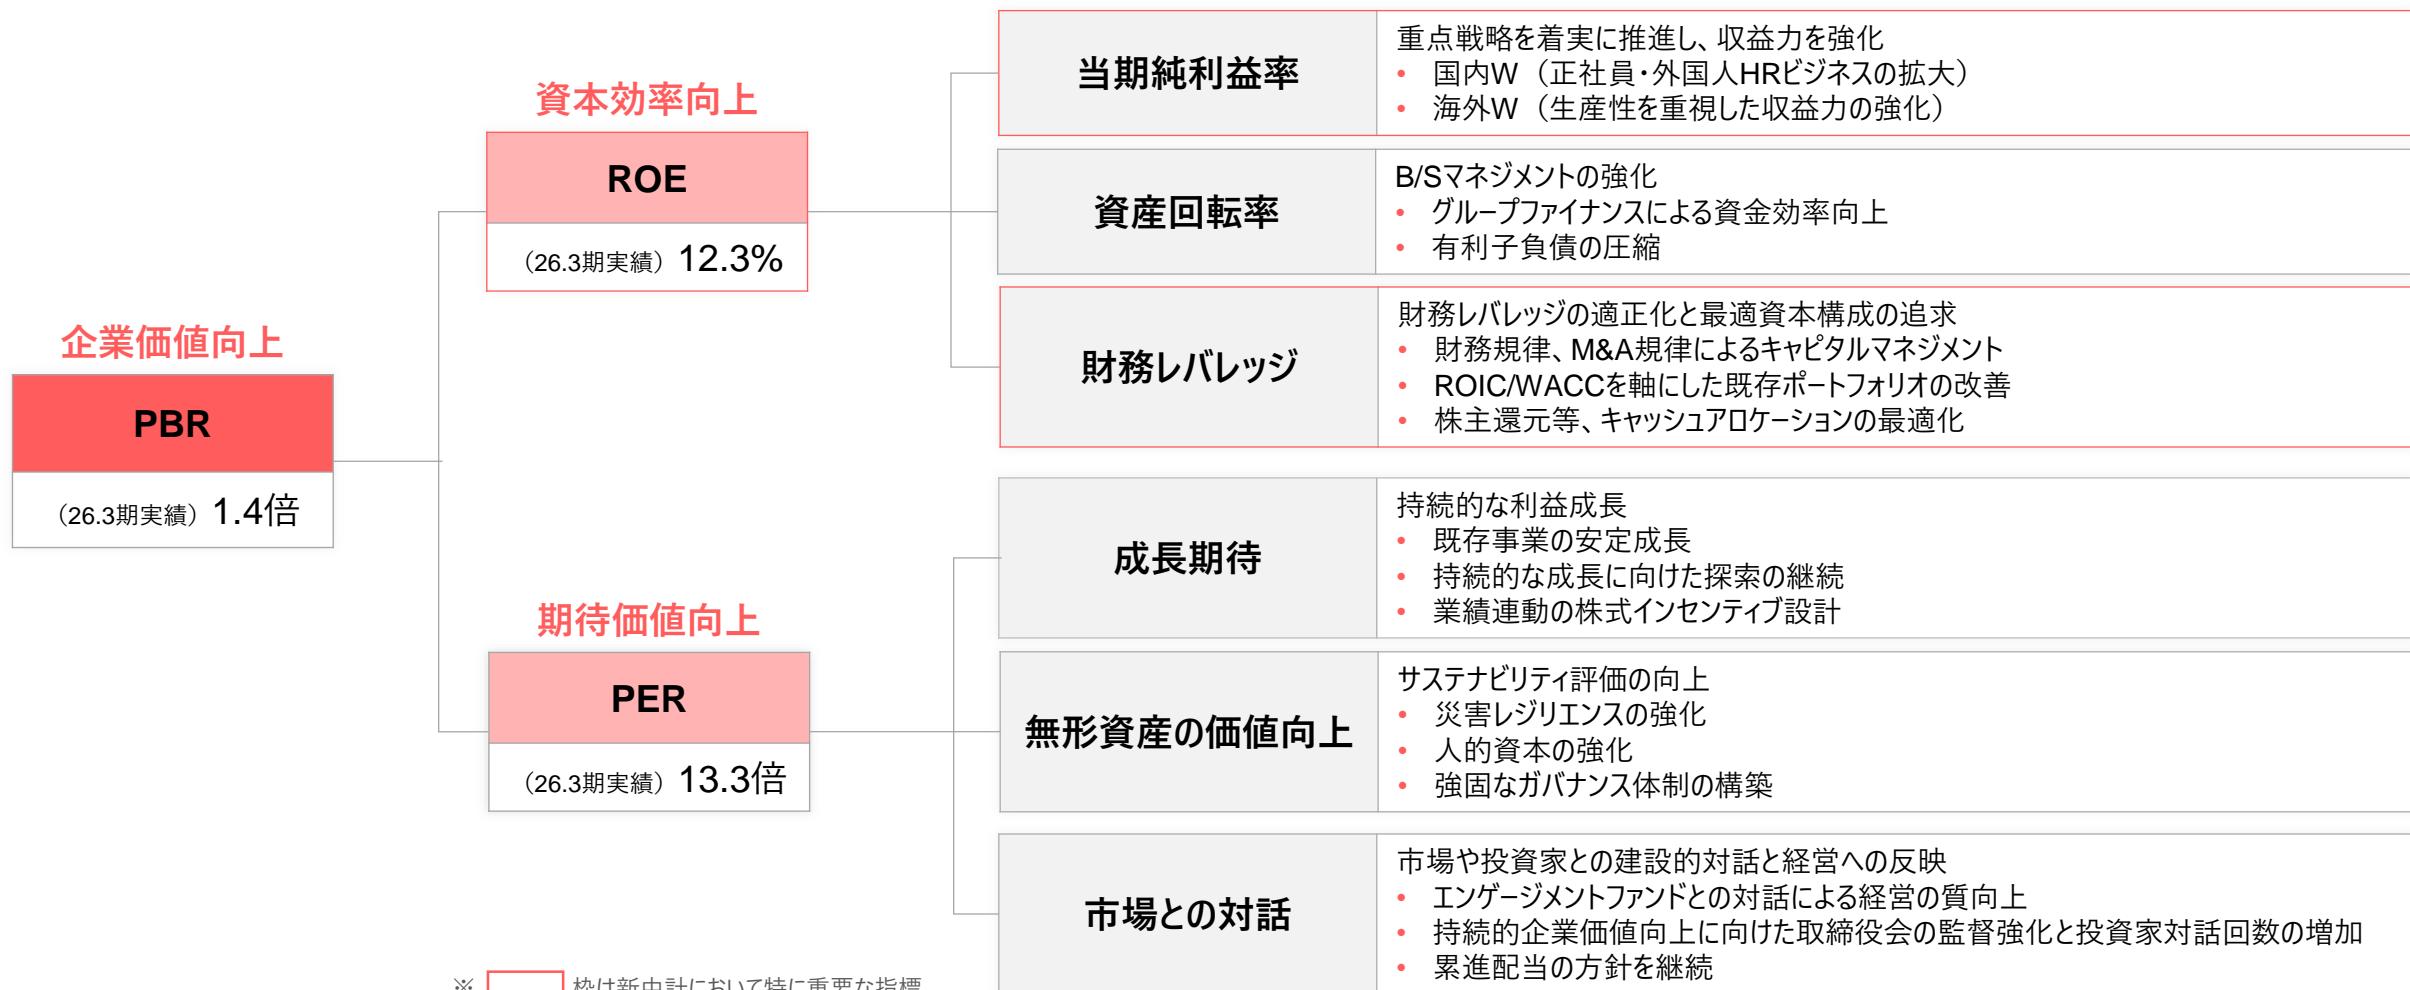 企業価値向上
PBR
（26.3期実績）1.4倍
資本効率向上
ROE
（26.3期実績）12.3%
期待価値向上
PER
（26.3期実績）13.3倍
当期純利益率
重点戦略を着実に推進し、収益力を強化
• 国内W（正社員・外国人HRビジネスの拡大）
• 海外W（生産性を重視した収益力の強化）
資産回転率
B/Sマネジメントの強化
• グループファイナンスによる資金効率向上
• 有利子負債の圧縮
財務レバレッジ
財務レバレッジの適正化と最適資本構成の追求
• 財務規律、M&A規律によるキャピタルマネジメント
• ROIC/WACCを軸にした既存ポートフォリオの改善
• 株主還元等、キャッシュアロケーションの最適化
成長期待
持続的な利益成長
• 既存事業の安定成長
• 持続的な成長に向けた探索の継続
• 業績連動の株式インセンティブ設計
無形資産の価値向上
サステナビリティ評価の向上
• 災害レジリエンスの強化
• 人的資本の強化
• 強固なガバナンス体制の構築
市場との対話
市場や投資家との建設的対話と経営への反映
• エンゲージメントファンドとの対話による経営の質向上
• 持続的企業価値向上に向けた取締役会の監督強化と投資家対話回数の増加
• 累進配当の方針を継続
※ 枠は新中計において特に重要な指標